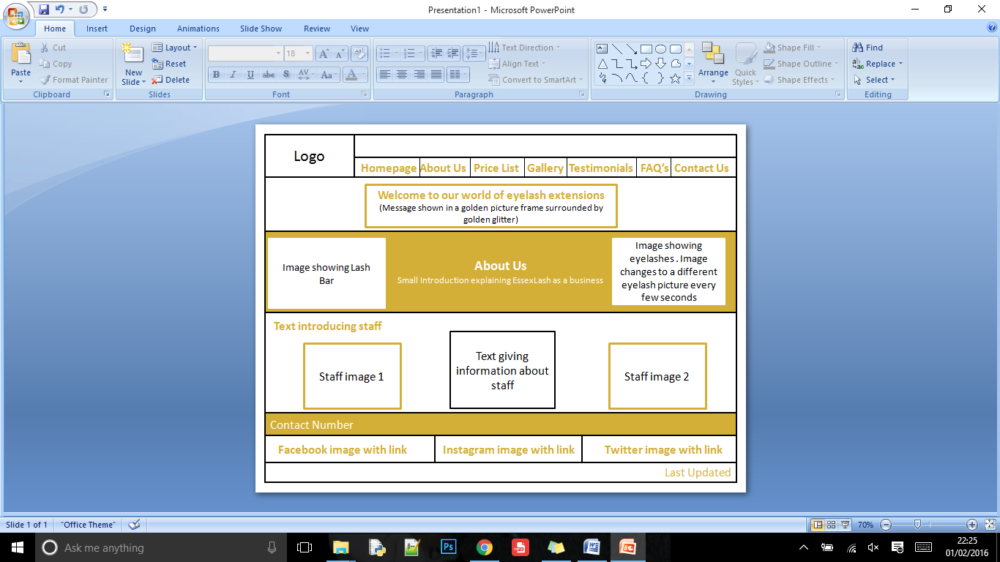 Presentation1 - Microsoft PowerPoint
Home Insert Design Animations Slide Show Review View
Paste
Cut
Copy
Format Painter
Clipboard
New Slide
Layout
Reset
Delete
Slides
18
B I U abc S AV Aa A
Font
Text Direction
Align Text
Convert to SmartArt
Paragraph
Arrange
Quick Styles
Shape Fill
Shape Outline
Shape Effects
Drawing
Find
Replace
Select
Editing
Logo
Homepage About Us Price List Gallery Testimonials FAQ’s Contact Us
Welcome to our world of eyelash extensions
(Message shown in a golden picture frame surrounded by
golden glitter)
Image showing Lash
Bar
About Us
Small Introduction explaining EssexLash as a business
Image showing
eyelashes . Image
changes to a different
eyelash picture every
few seconds
Text introducing staff
Staff image 1
Text giving
information about
staff
Staff image 2
Contact Number
Facebook image with link
Instagram image with link
Twitter image with link
Last Updated
Slide 1 of 1 "Office Theme" 70%
Ask me anything
22:25
01/02/2016